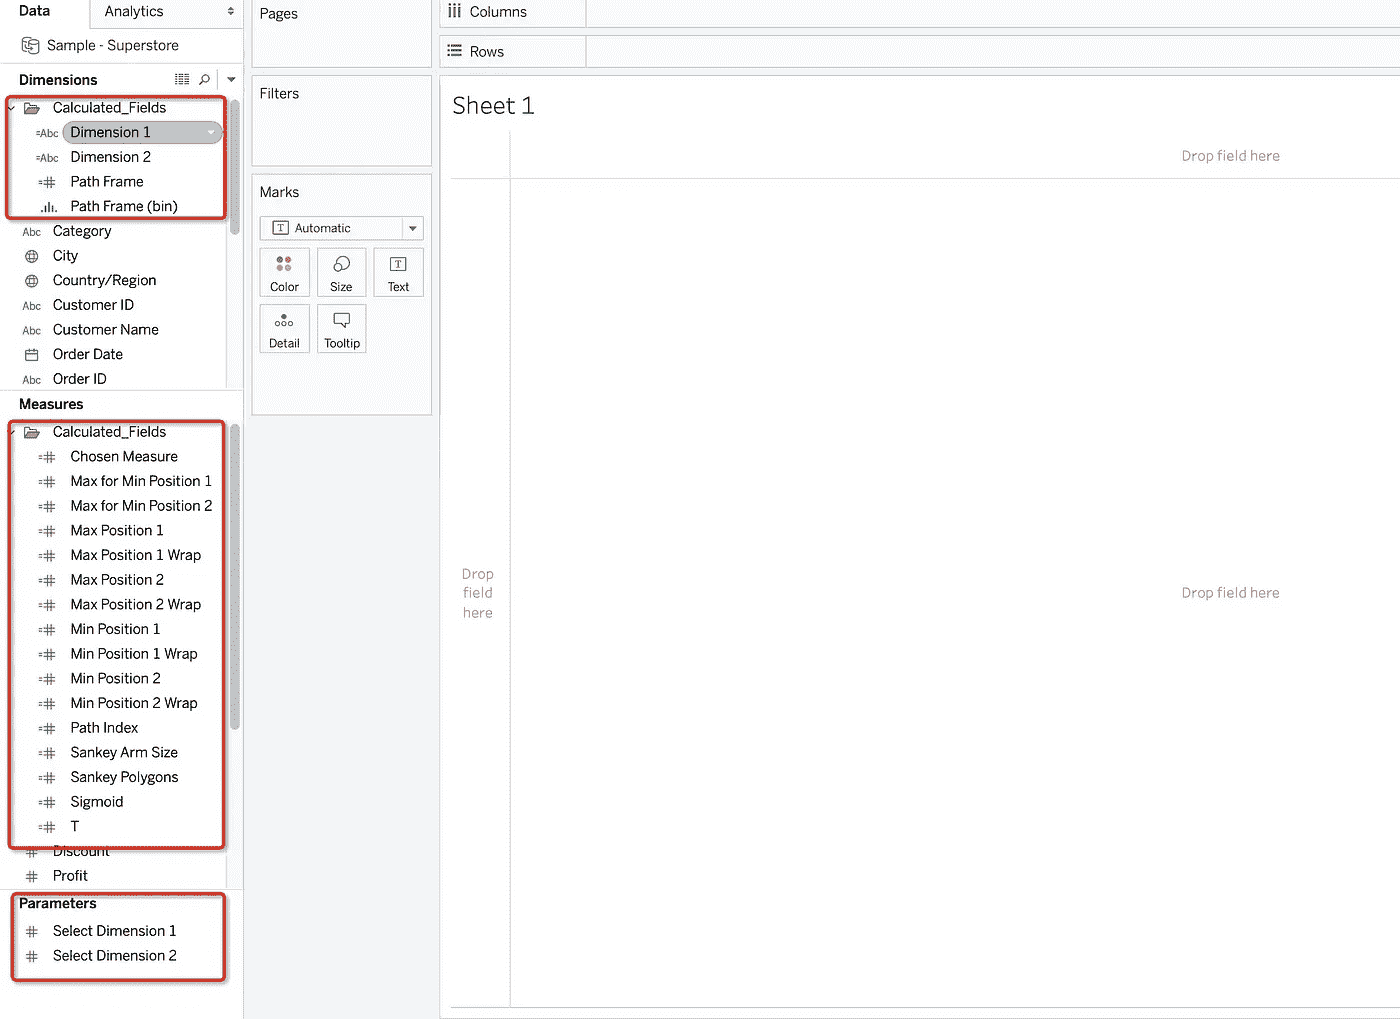 Data
Analytics
Sample - Superstore
Dimensions
Calculated_Fields
=Abc Dimension 1
=Abc Dimension 2
=# Path Frame
Path Frame (bin)
Abc Category
City
Country/Region
Abc Customer ID
Abc Customer Name
Order Date
Abc Order ID
Measures
Calculated_Fields
=# Chosen Measure
=# Max for Min Position 1
=# Max for Min Position 2
=# Max Position 1
=# Max Position 1 Wrap
=# Max Position 2
=# Max Position 2 Wrap
=# Min Position 1
=# Min Position 1 Wrap
=# Min Position 2
=# Min Position 2 Wrap
=# Path Index
=# Sankey Arm Size
=# Sankey Polygons
=# Sigmoid
=# T
# Discount
# Profit
Parameters
# Select Dimension 1
# Select Dimension 2
Pages
Filters
Marks
T Automatic
Color
Size
T
Text
Detail
Tooltip
Columns
Rows
Sheet 1
Drop field here
Drop
field
here
Drop field here